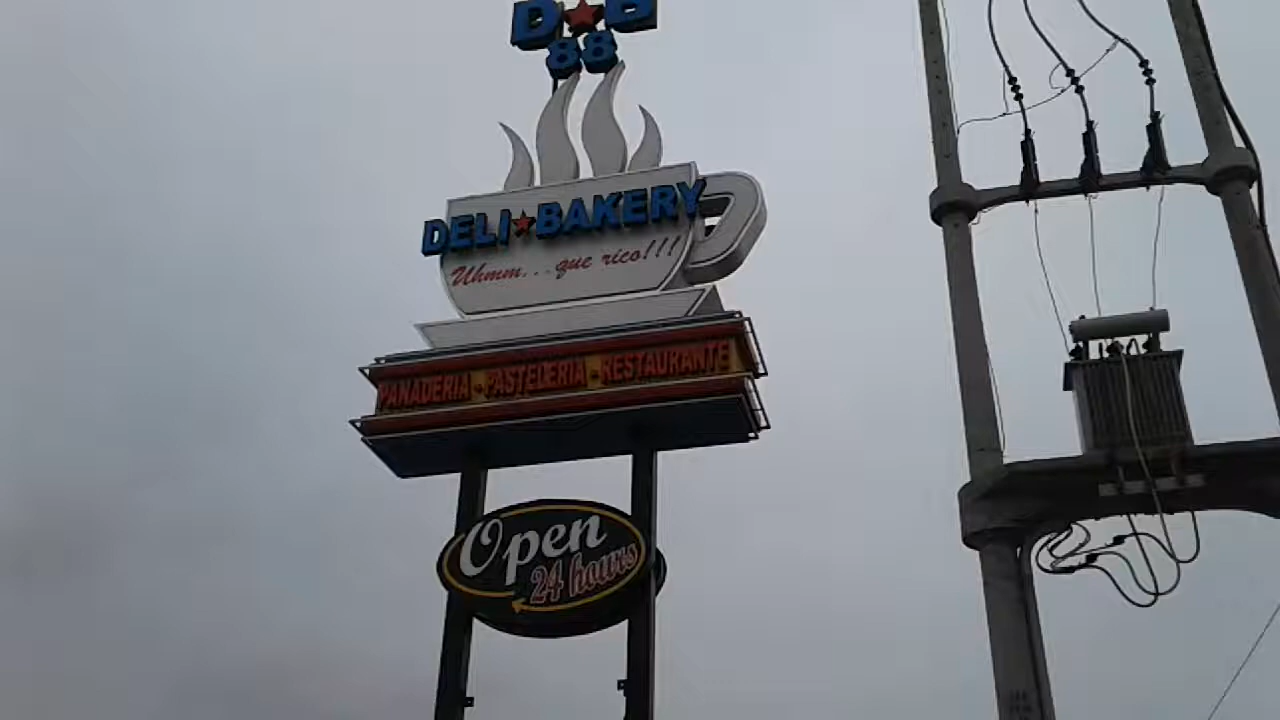 D★B
88
DELI★BAKERY
Uhmm...que rico!!!
PANADERIA - PASTELERIA - RESTAURANTE
Open
24 hours